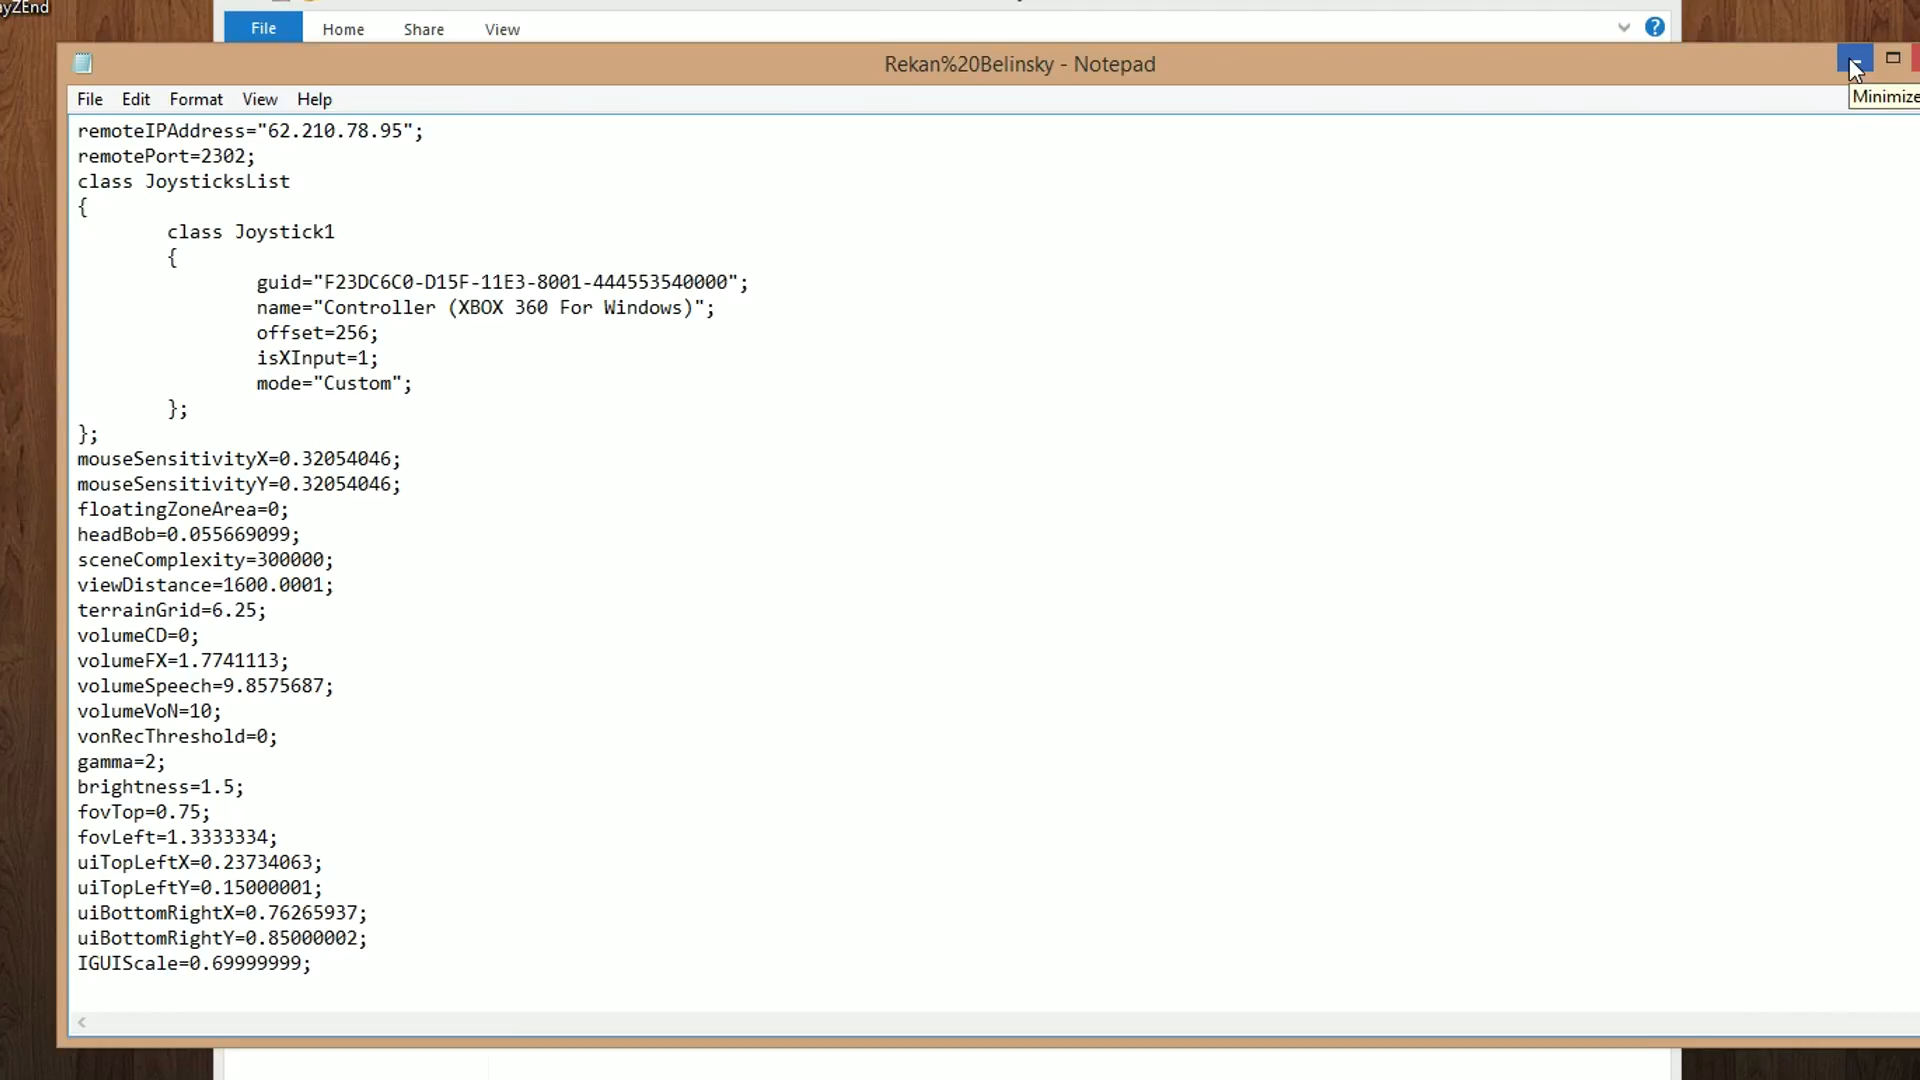 ayZEnd
File Home Share View
Rekan%20Belinsky - Notepad
Minimize
File Edit Format View Help
remoteIPAddress="62.210.78.95";
remotePort=2302;
class JoysticksList
{
class Joystick1
{
guid="F23DC6C0-D15F-11E3-8001-444553540000";
name="Controller (XBOX 360 For Windows)";
offset=256;
isXInput=1;
mode="Custom";
};
};
mouseSensitivityX=0.32054046;
mouseSensitivityY=0.32054046;
floatingZoneArea=0;
headBob=0.055669099;
sceneComplexity=300000;
viewDistance=1600.0001;
terrainGrid=6.25;
volumeCD=0;
volumeFX=1.7741113;
volumeSpeech=9.8575687;
volumeVoN=10;
vonRecThreshold=0;
gamma=2;
brightness=1.5;
fovTop=0.75;
fovLeft=1.3333334;
uiTopLeftX=0.23734063;
uiTopLeftY=0.15000001;
uiBottomRightX=0.76265937;
uiBottomRightY=0.85000002;
IGUIScale=0.69999999;